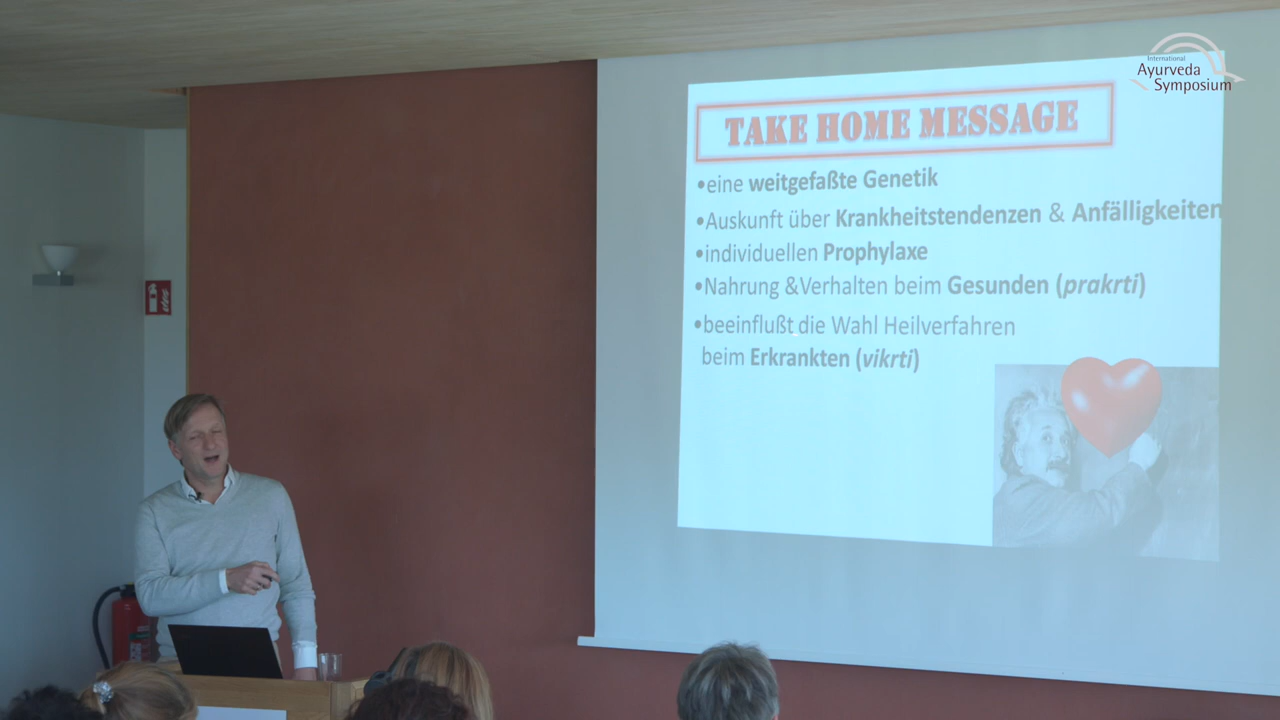 International
Ayurveda
Symposium
TAKE HOME MESSAGE
•eine weitgefaßte Genetik
•Auskunft über Krankheitstendenzen & Anfälligkeiten
•individuellen Prophylaxe
•Nahrung &Verhalten beim Gesunden (prakrti)
•beeinflußt die Wahl Heilverfahren
beim Erkrankten (vikrti)